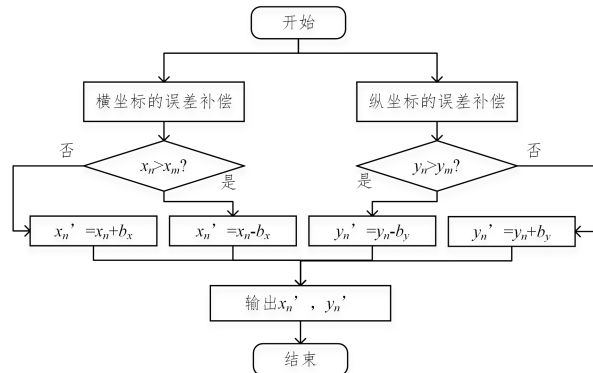 开始
横坐标的误差补偿
纵坐标的误差补偿
否
xn>xm?
是
yn>ym?
是
否
xn’=xn+bx
xn’=xn-bx
yn’=yn-by
yn’=yn+by
输出xn’,yn’
结束